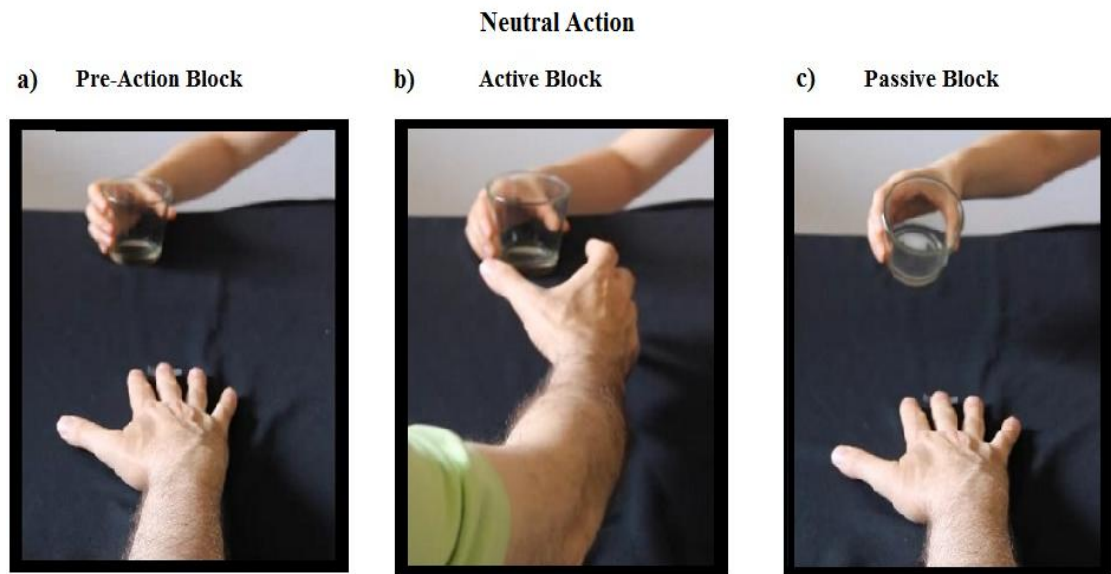 Neutral Action
a) Pre-Action Block
b) Active Block
c) Passive Block